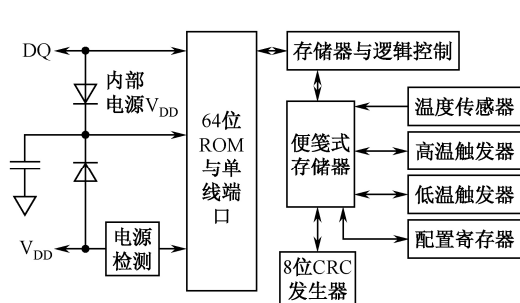 DQ
内部
电源VDD
VDD
电源
检测
64位
ROM
与单
线端
口
存储器与逻辑控制
便笺式
存储器
8位CRC
发生器
温度传感器
高温触发器
低温触发器
配置寄存器